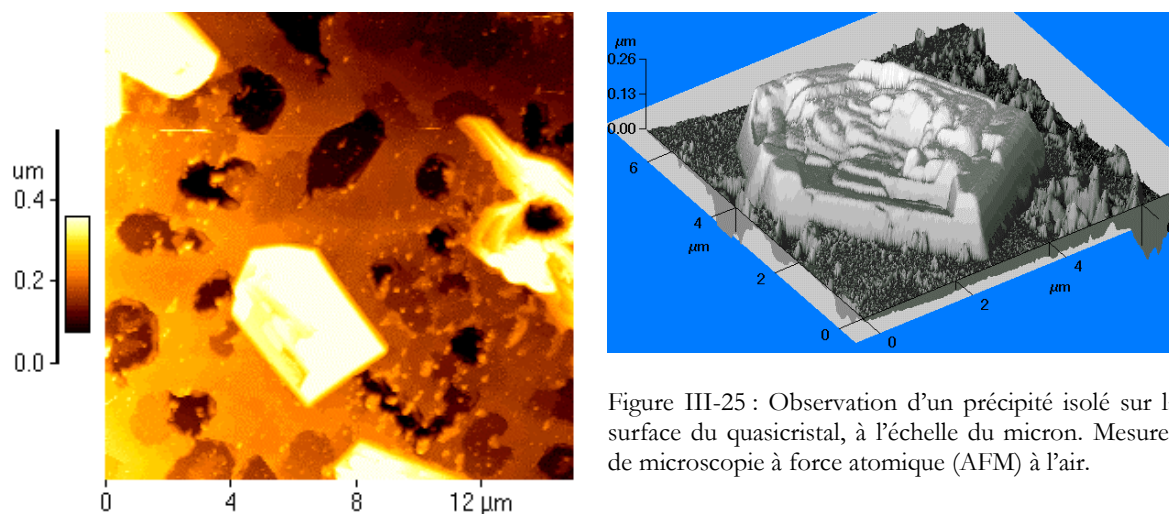 um
0.4
0.2
0.0
0
4
8
12 µm
µm
0.26
0.13
0.00
6
4
µm
2
0
0
2
µm
4
Figure III-25 : Observation d'un précipité isolé sur l
surface du quasicristal, à l'échelle du micron. Mesure
de microscopie à force atomique (AFM) à l'air.